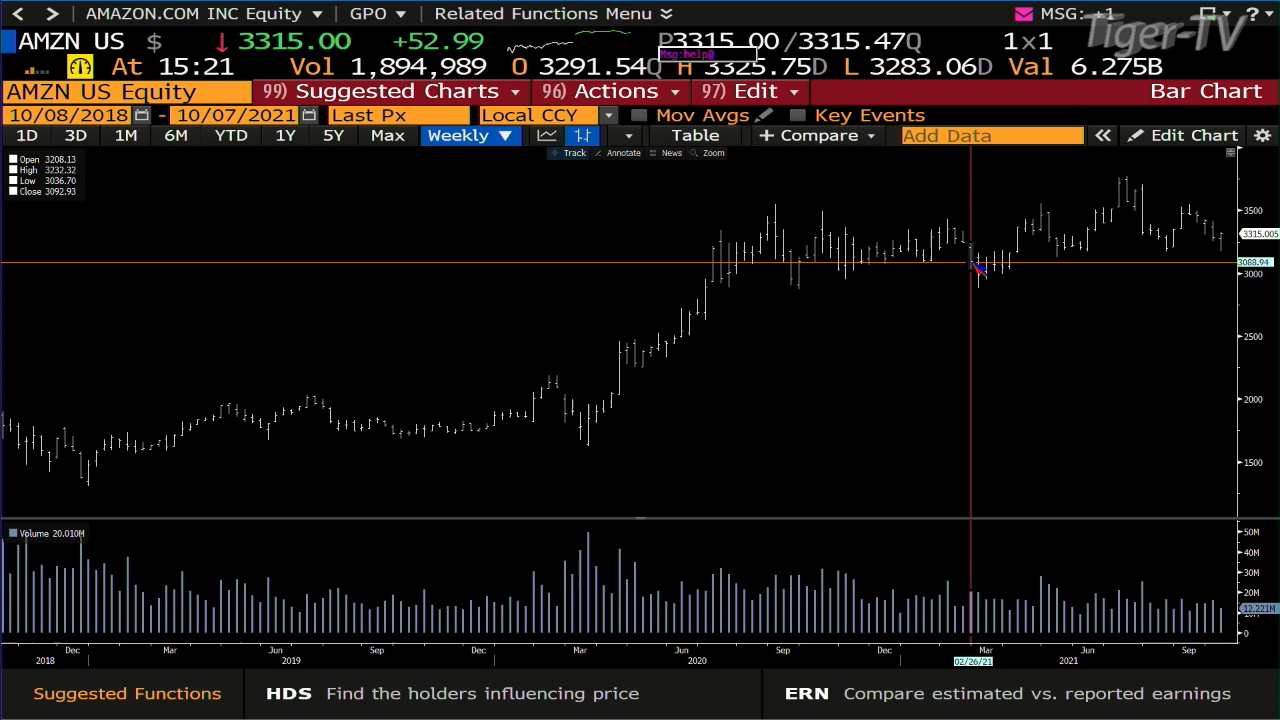 AMAZON.COM INC Equity GPO Related Functions Menu MSG: +1 ?
Tiger-TV
AMZN US $ 3315.00 +52.99 P3315.00 /3315.47Q 1×1
Msg:help@
At 15:21 Vol 1,894,989 O 3291.54Q H 3325.75D L 3283.06D Val 6.275B
AMZN US Equity 99) Suggested Charts 96) Actions 97) Edit Bar Chart
10/08/2018 - 10/07/2021 Last Px Local CCY Mov Avgs Key Events
1D 3D 1M 6M YTD 1Y 5Y Max Weekly Table + Compare Add Data « Edit Chart
Track Annotate News Zoom
Open 3208.13
High 3232.32
Low 3036.70
Close 3092.93
3500
3315.005
3088.94
3000
2500
2000
1500
Volume 20.010M
50M
40M
30M
20M
12.221M
0
Dec Mar Jun Sep Dec Mar Jun Sep Dec Mar Jun Sep
2018 2019 2020 02/26/21 2021
Suggested Functions HDS Find the holders influencing price ERN Compare estimated vs. reported earnings